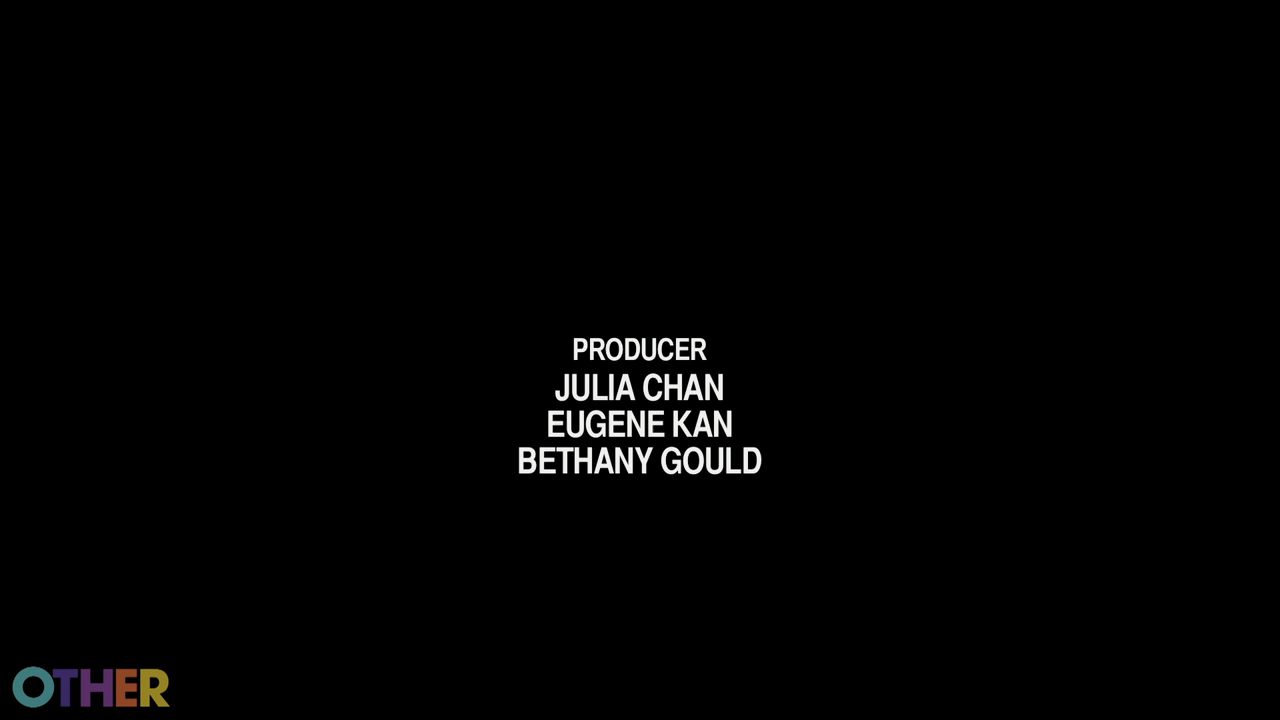 PRODUCER
JULIA CHAN
EUGENE KAN
BETHANY GOULD
OTHER